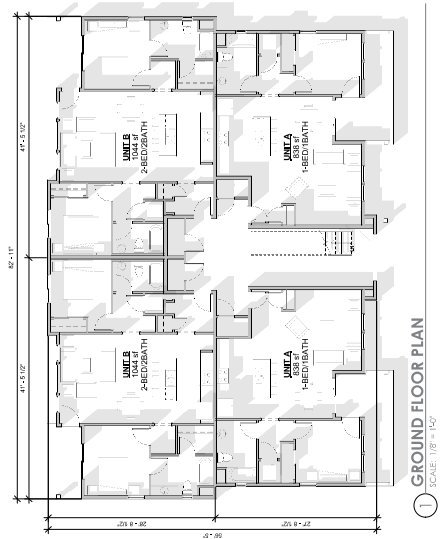 41' - 5 1/2"
82' - 11"
41' - 5 1/2"
UNIT B
1044 sf
2-BED/2BATH
UNIT A
838 sf
1-BED/1BATH
UNIT B
1044 sf
2-BED/2BATH
UNIT A
838 sf
1-BED/1BATH
28' - 8 1/2"
27' - 8 1/2"
56' - 5"
1
GROUND FLOOR PLAN
SCALE: 1/8" = 1'-0"